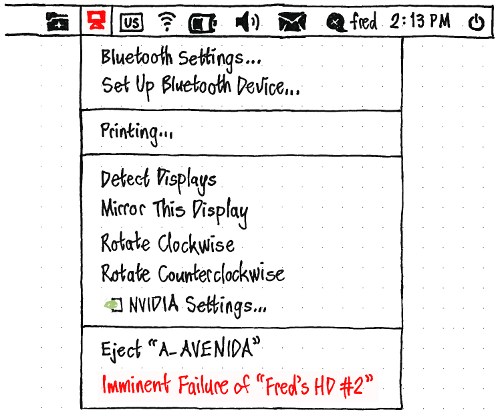 US fred 2:13 PM
Bluetooth Settings...
Set Up Bluetooth Device...
Printing...
Detect Displays
Mirror This Display
Rotate Clockwise
Rotate Counterclockwise
NVIDIA Settings...
Eject "A-AVENIDA"
Imminent Failure of "Fred's HD #2"